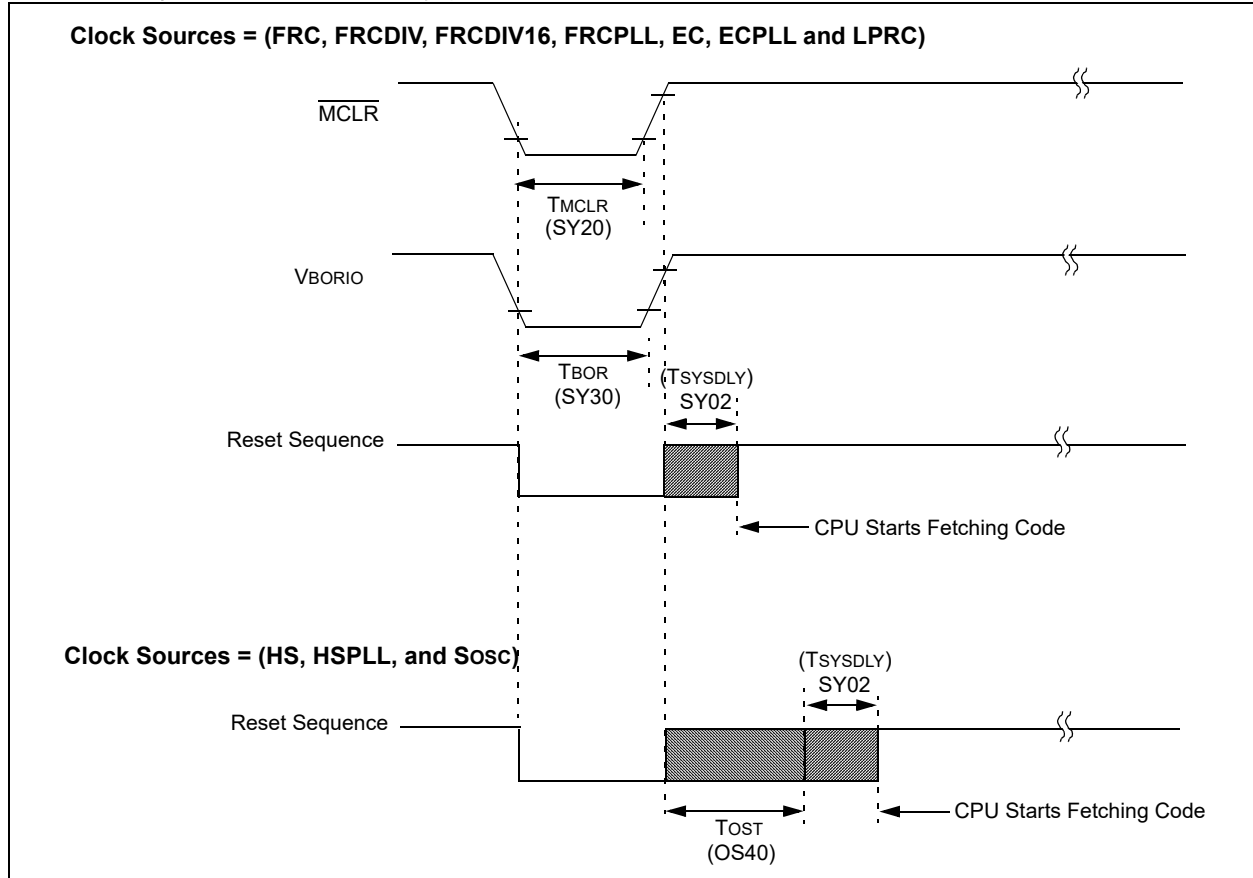 Clock Sources = (FRC, FRCDIV, FRCDIV16, FRCPLL, EC, ECPLL and LPRC)
MCLR
TMCLR
(SY20)
VBORIO
TBOR
(SY30)
(TSYSDLY)
SY02
Reset Sequence
CPU Starts Fetching Code
Clock Sources = (HS, HSPLL, and SOSC)
(TSYSDLY)
SY02
Reset Sequence
CPU Starts Fetching Code
TOST
(OS40)